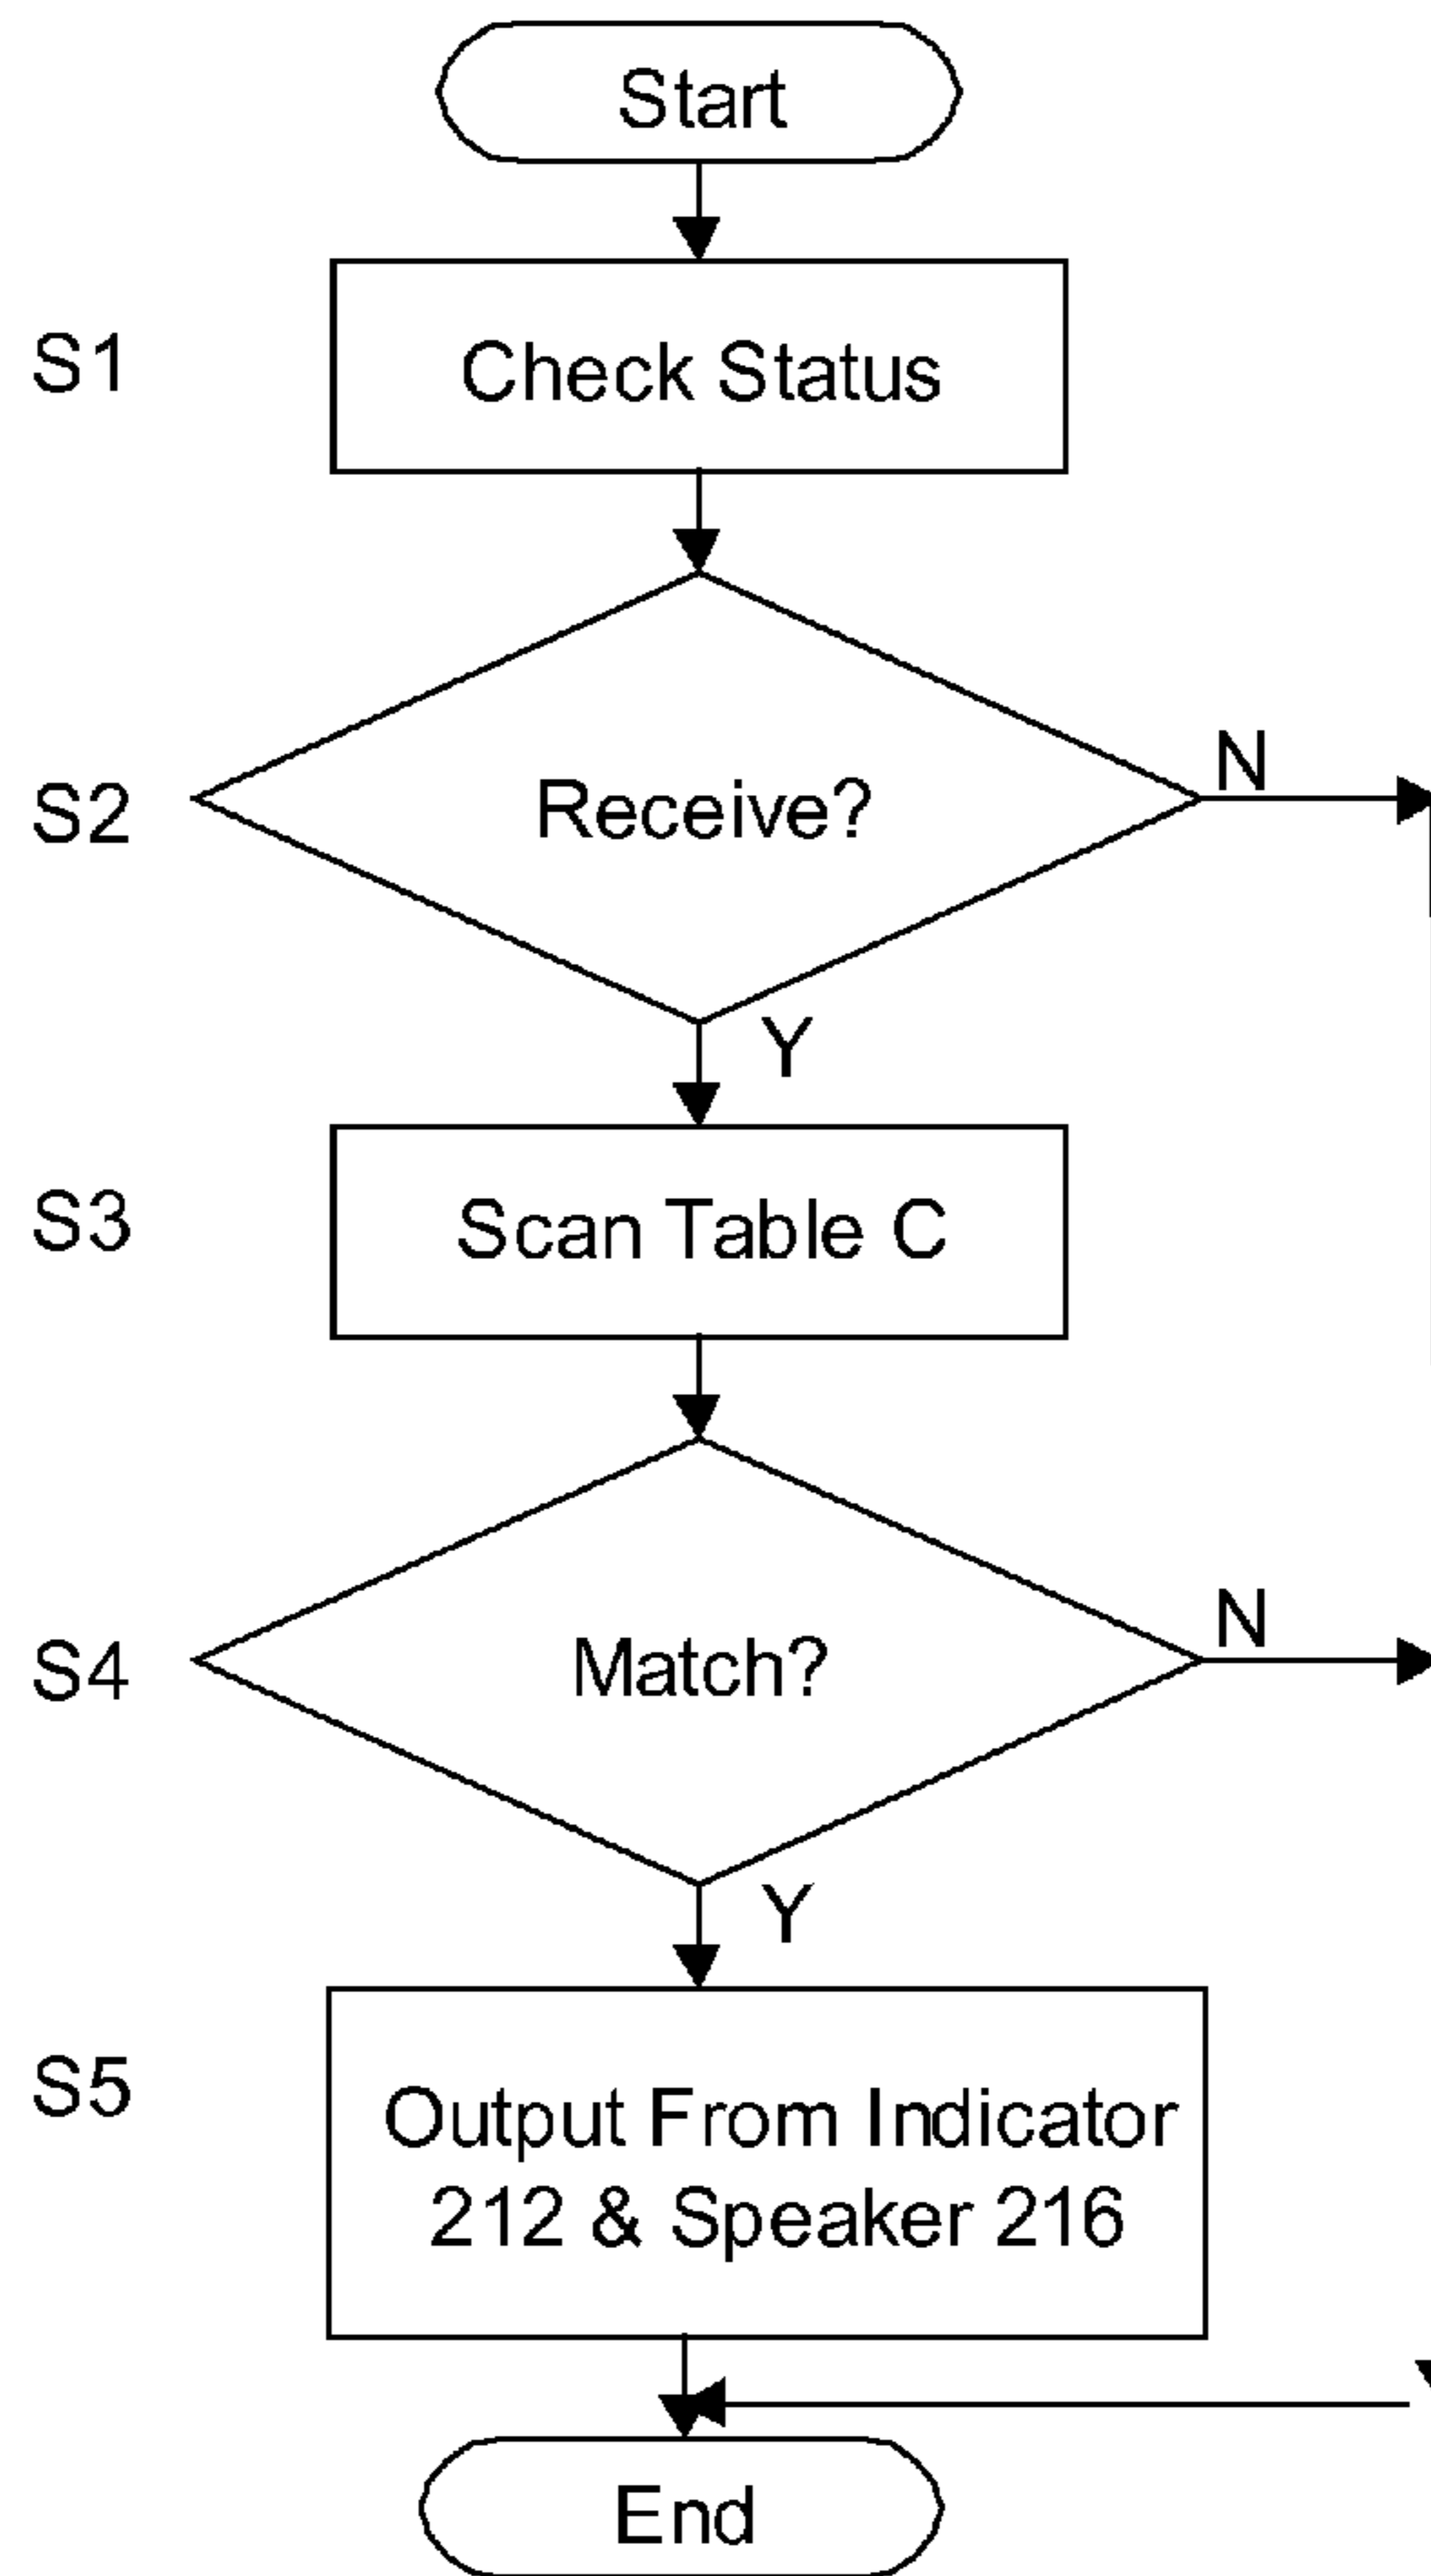 Start
S1
Check Status
S2
Receive?
N
Y
S3
Scan Table C
S4
Match?
N
Y
S5
Output From Indicator
212 & Speaker 216
End